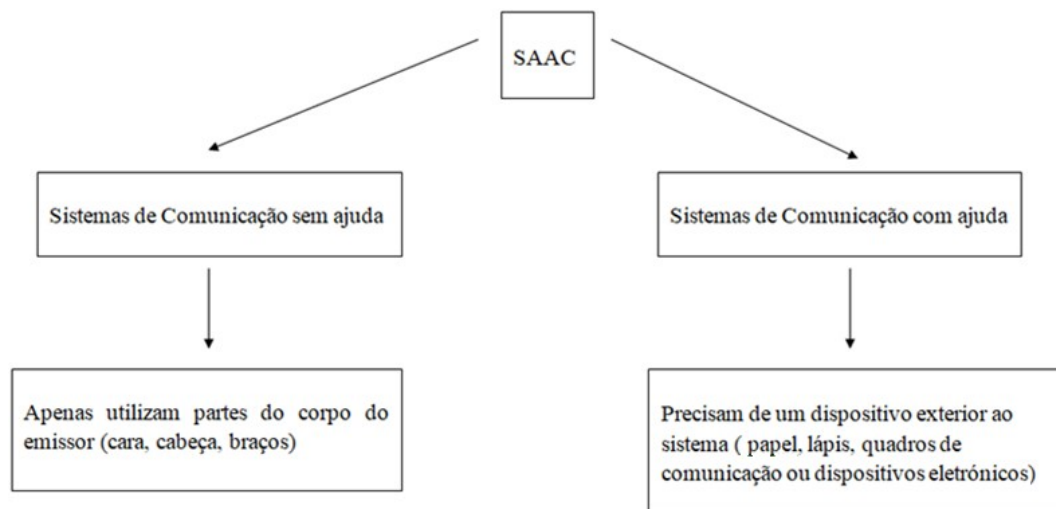 SAAC
Sistemas de Comunicação sem ajuda
Sistemas de Comunicação com ajuda
Apenas utilizam partes do corpo do
emissor (cara, cabeça, braços)
Precisam de um dispositivo exterior ao
sistema ( papel, lápis, quadros de
comunicação ou dispositivos eletrónicos)